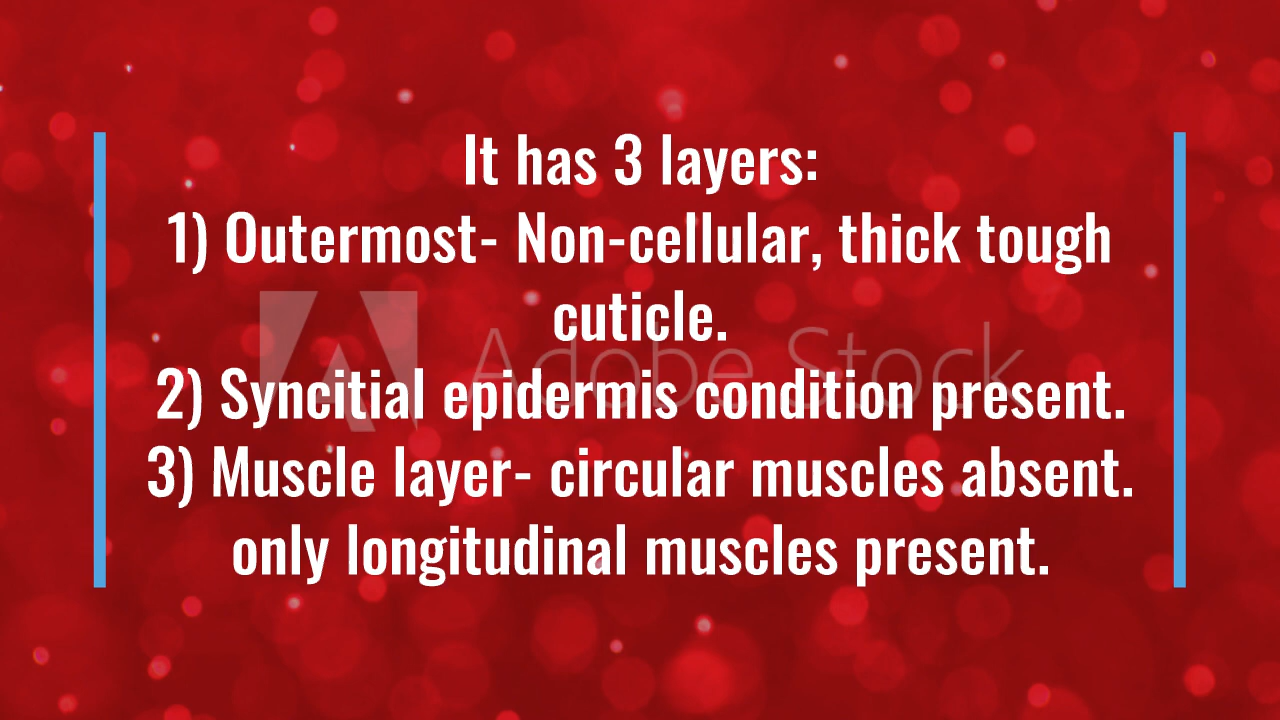 It has 3 layers:
1) Outermost- Non-cellular, thick tough
cuticle.
Adobe Stock
2) Syncitial epidermis condition present.
3) Muscle layer- circular muscles absent.
only longitudinal muscles present.